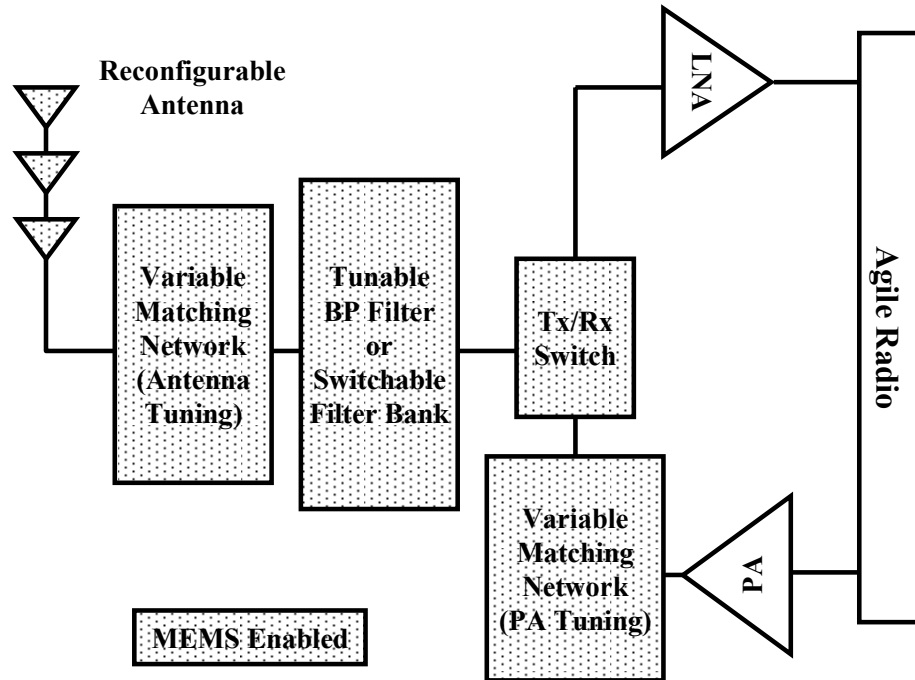 Reconfigurable
Antenna
Variable
Matching
Network
(Antenna
Tuning)
Tunable
BP Filter
or
Switchable
Filter Bank
Tx/Rx
Switch
LNA
Agile Radio
Variable
Matching
Network
(PA Tuning)
PA
MEMS Enabled